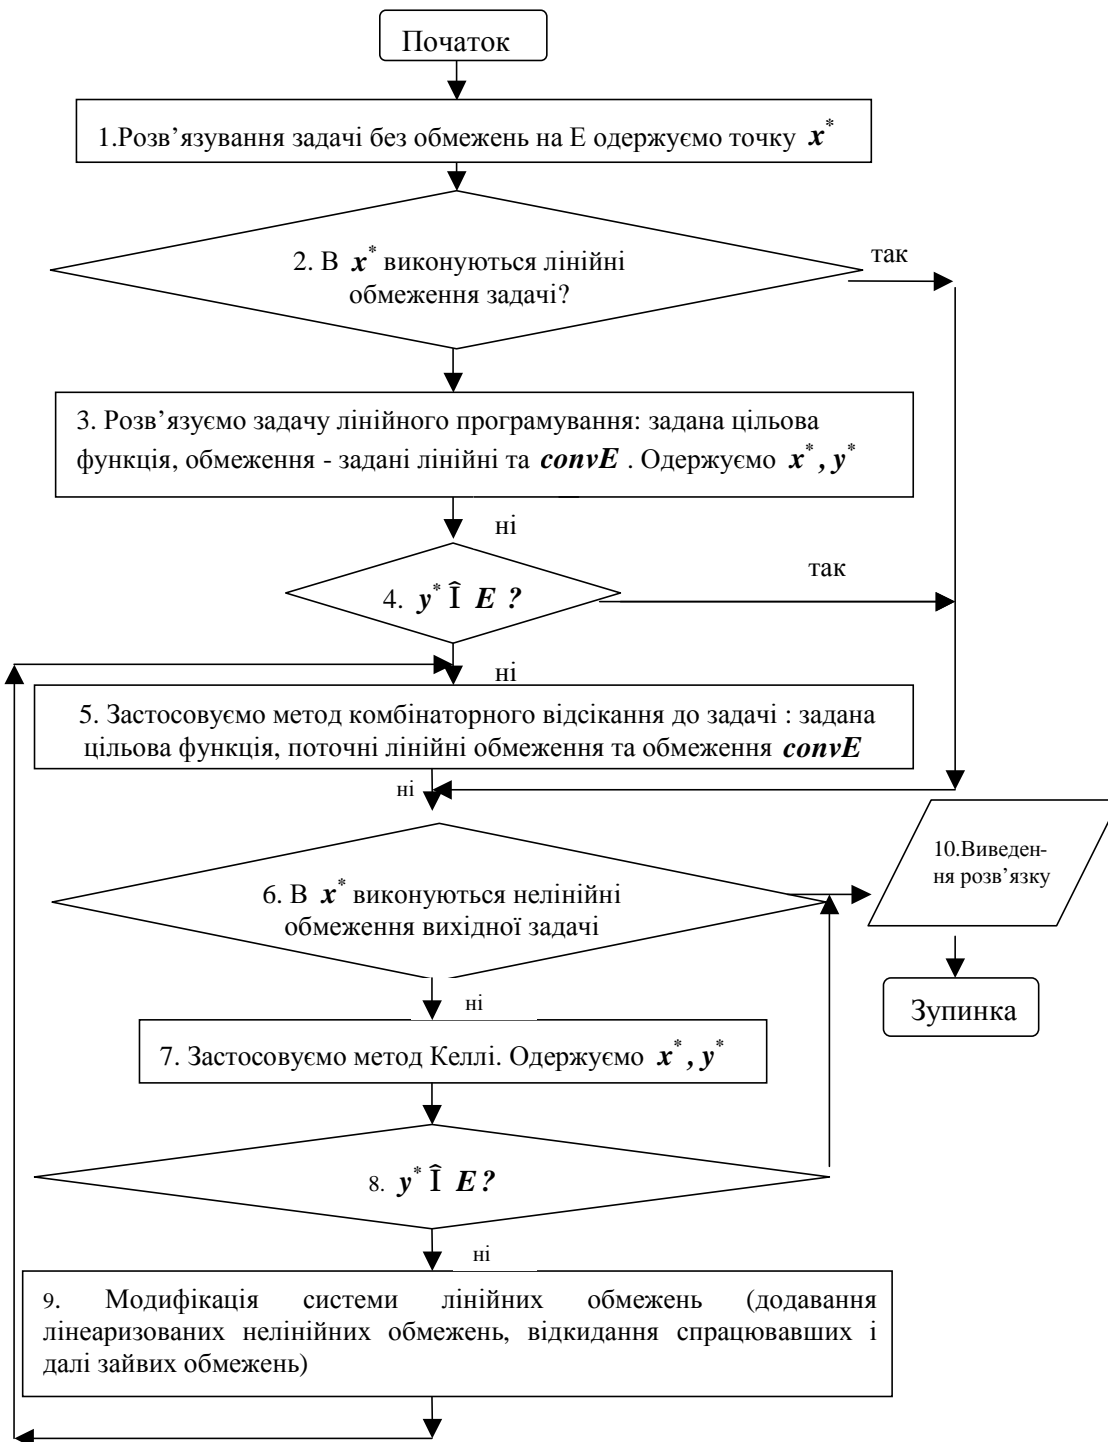 Початок
1.Розв’язування задачі без обмежень на Е одержуємо точку x*
2. В x* виконуються лінійні
обмеження задачі?
так
3. Розв’язуємо задачу лінійного програмування: задана цільова
функція, обмеження - задані лінійні та convE . Одержуємо x* , y*
ні
4. y* Î E ?
так
ні
5. Застосовуємо метод комбінаторного відсікання до задачі : задана
цільова функція, поточні лінійні обмеження та обмеження convE
ні
6. В x* виконуються нелінійні
обмеження вихідної задачі
10.Виведен-
ня розв’язку
Зупинка
ні
7. Застосовуємо метод Келлі. Одержуємо x* , y*
8. y* Î E?
ні
9. Модифікація системи лінійних обмежень (додавання
лінеаризованих нелінійних обмежень, відкидання спрацювавших і
далі зайвих обмежень)